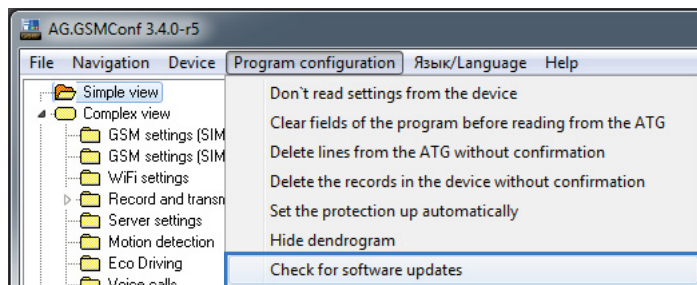 AG.GSMConf 3.4.0-r5
File Navigation Device Program configuration Язык/Language Help
Simple view
Complex view
GSM settings (SIM
GSM settings (SIM
WiFi settings
Record and transm
Server settings
Motion detection
Eco Driving
Voice calls
Don`t read settings from the device
Clear fields of the program before reading from the ATG
Delete lines from the ATG without confirmation
Delete the records in the device without confirmation
Set the protection up automatically
Hide dendrogram
Check for software updates